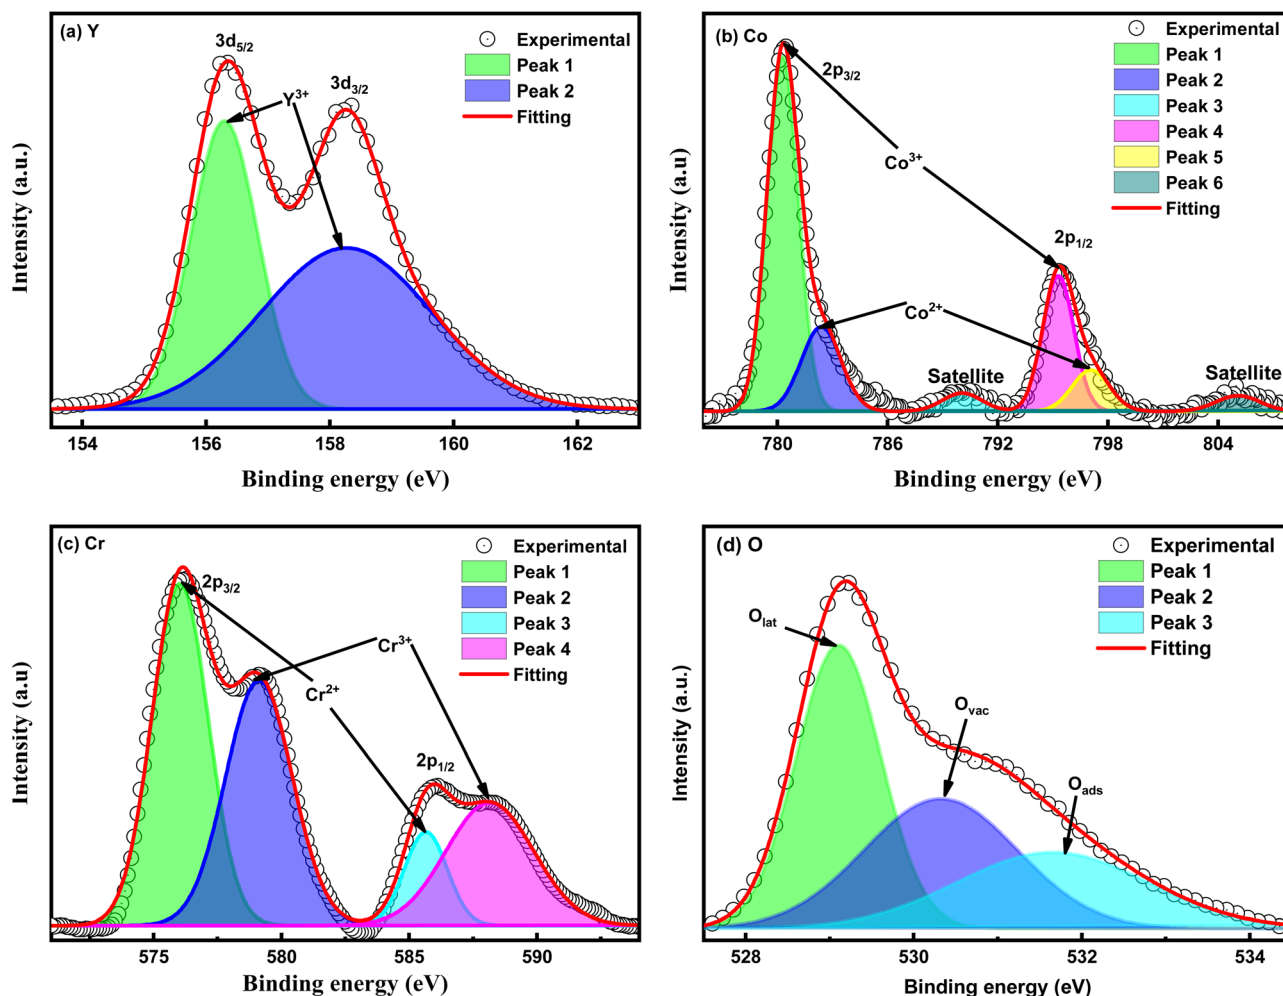 (a) Y
3d5/2
3d3/2
Y3+
Experimental
Peak 1
Peak 2
Fitting
Intensity (a.u.)
154 156 158 160 162
Binding energy (eV)
(b) Co
2p3/2
Co3+
2p1/2
Co2+
Satellite
Satellite
Experimental
Peak 1
Peak 2
Peak 3
Peak 4
Peak 5
Peak 6
Fitting
Intensity (a.u)
780 786 792 798 804
Binding energy (eV)
(c) Cr
2p3/2
Cr3+
Cr2+
2p1/2
Experimental
Peak 1
Peak 2
Peak 3
Peak 4
Fitting
Intensity (a.u)
575 580 585 590
Binding energy (eV)
(d) O
Olat
Ovac
Oads
Experimental
Peak 1
Peak 2
Peak 3
Fitting
Intensity (a.u.)
528 530 532 534
Binding energy (eV)